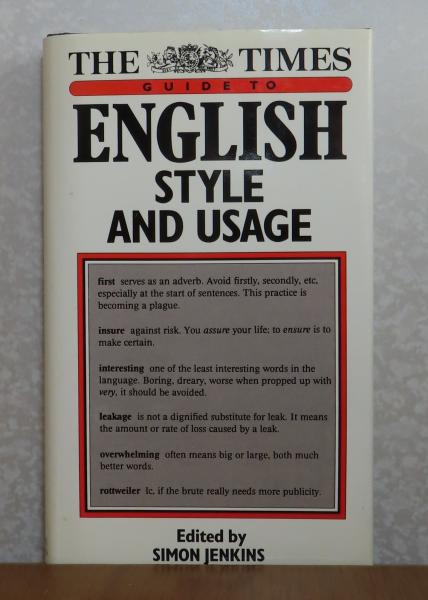 THE TIMES
GUIDE TO
ENGLISH
STYLE
AND USAGE
first serves as an adverb. Avoid firstly, secondly, etc,
especially at the start of sentences. This practice is
becoming a plague.
insure against risk. You assure your life; to ensure is to
make certain.
interesting one of the least interesting words in the
language. Boring, dreary, worse when propped up with
very, it should be avoided.
leakage is not a dignified substitute for leak. It means
the amount or rate of loss caused by a leak.
overwhelming often means big or large, both much
better words.
rottweiler lc, if the brute really needs more publicity.
Edited by
SIMON JENKINS